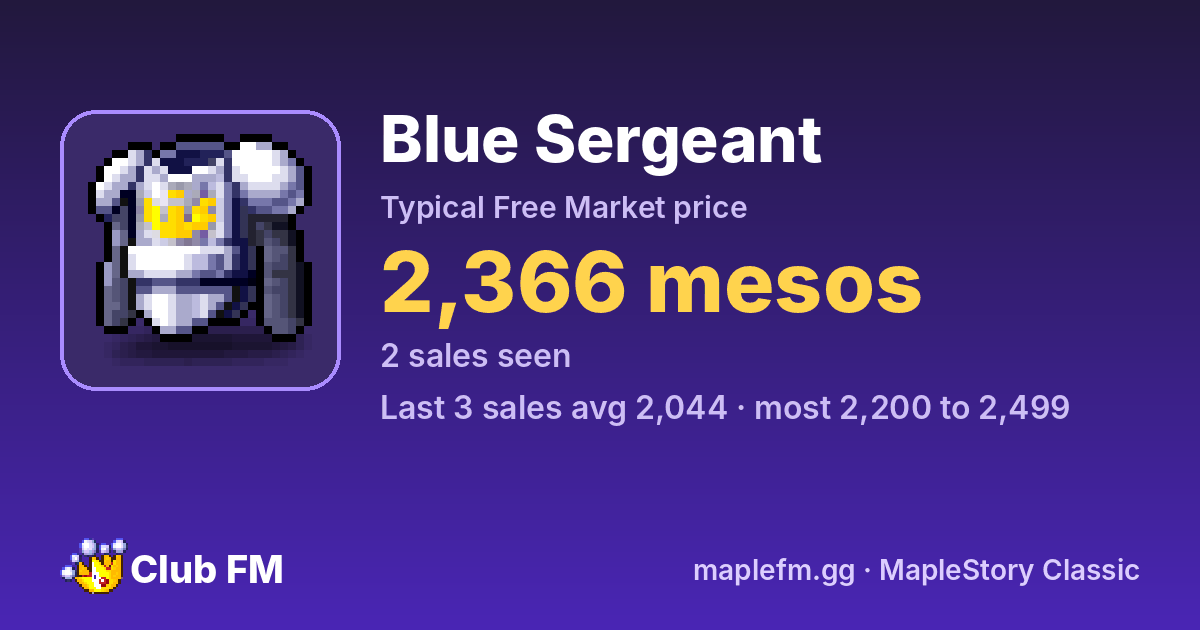 Blue Sergeant
Typical Free Market price
2,366 mesos
2 sales seen
Last 3 sales avg 2,044 · most 2,200 to 2,499
Club FM
maplefm.gg · MapleStory Classic